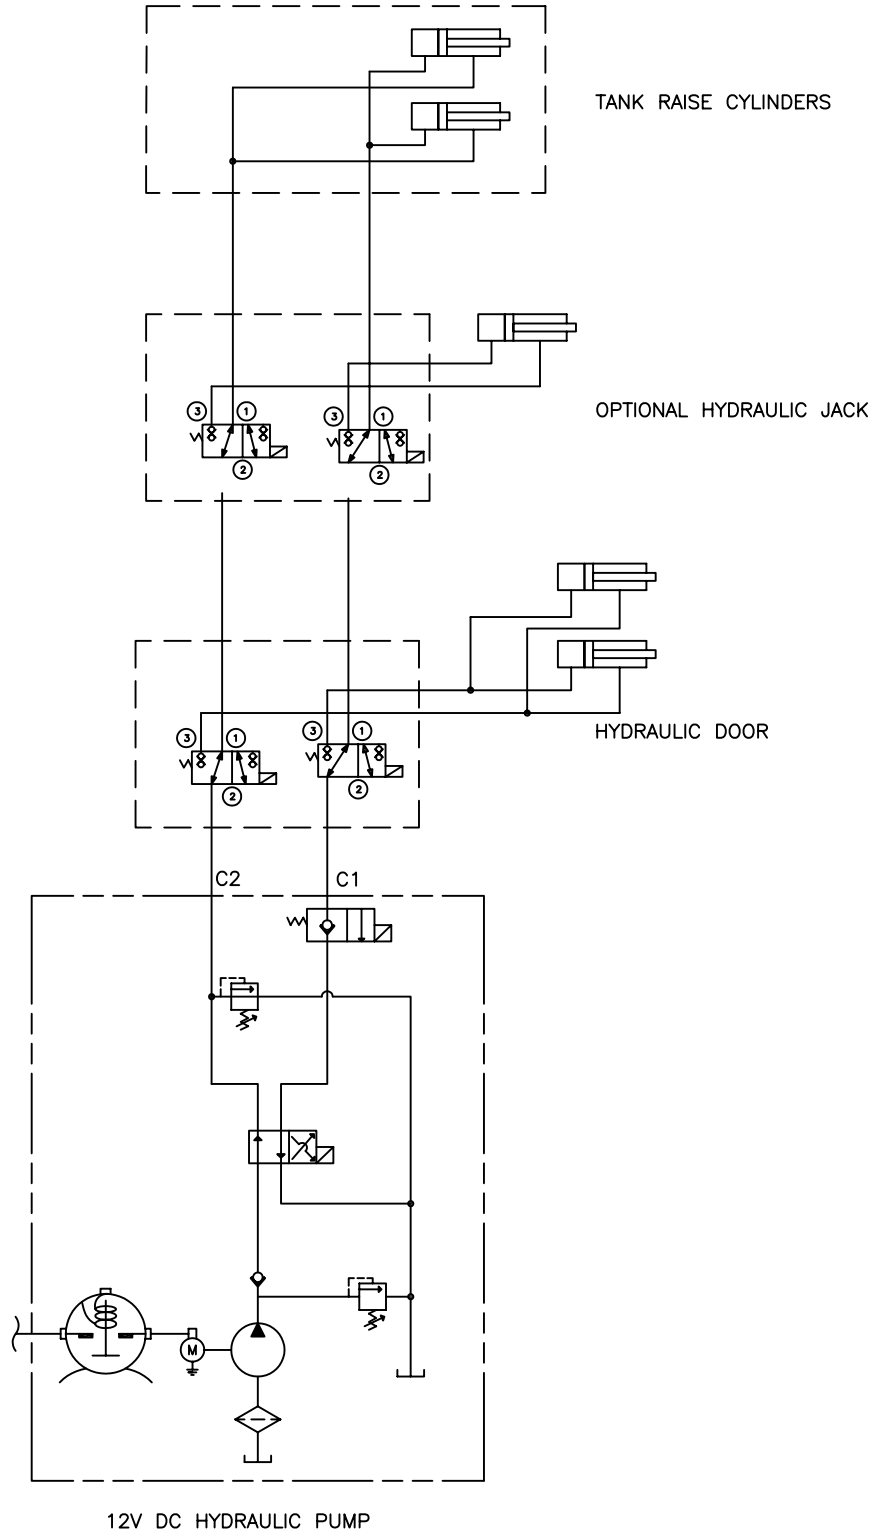 TANK RAISE CYLINDERS
3 1 3 1
OPTIONAL HYDRAULIC JACK
2 2
3 1 3 1
HYDRAULIC DOOR
2 2
C2 C1
M
12V DC HYDRAULIC PUMP